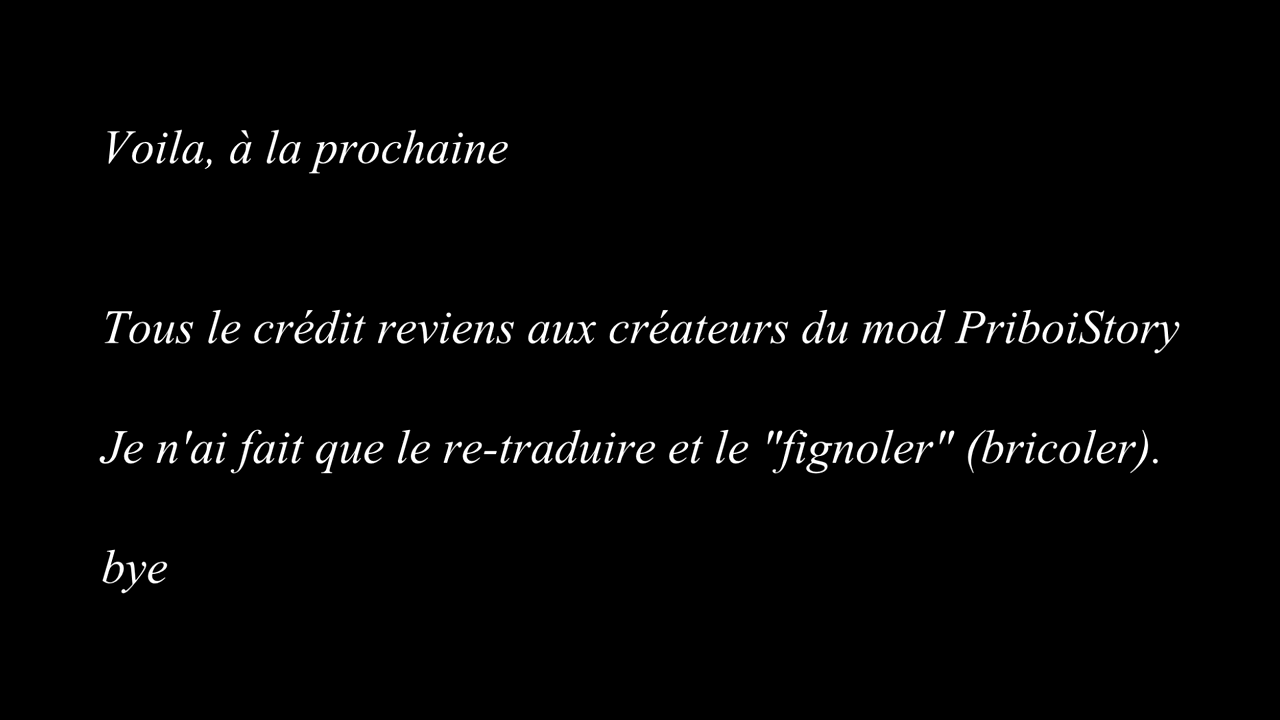 Voila, à la prochaine
Tous le crédit reviens aux créateurs du mod PriboiStory
Je n'ai fait que le re-traduire et le "fignoler" (bricoler).
bye